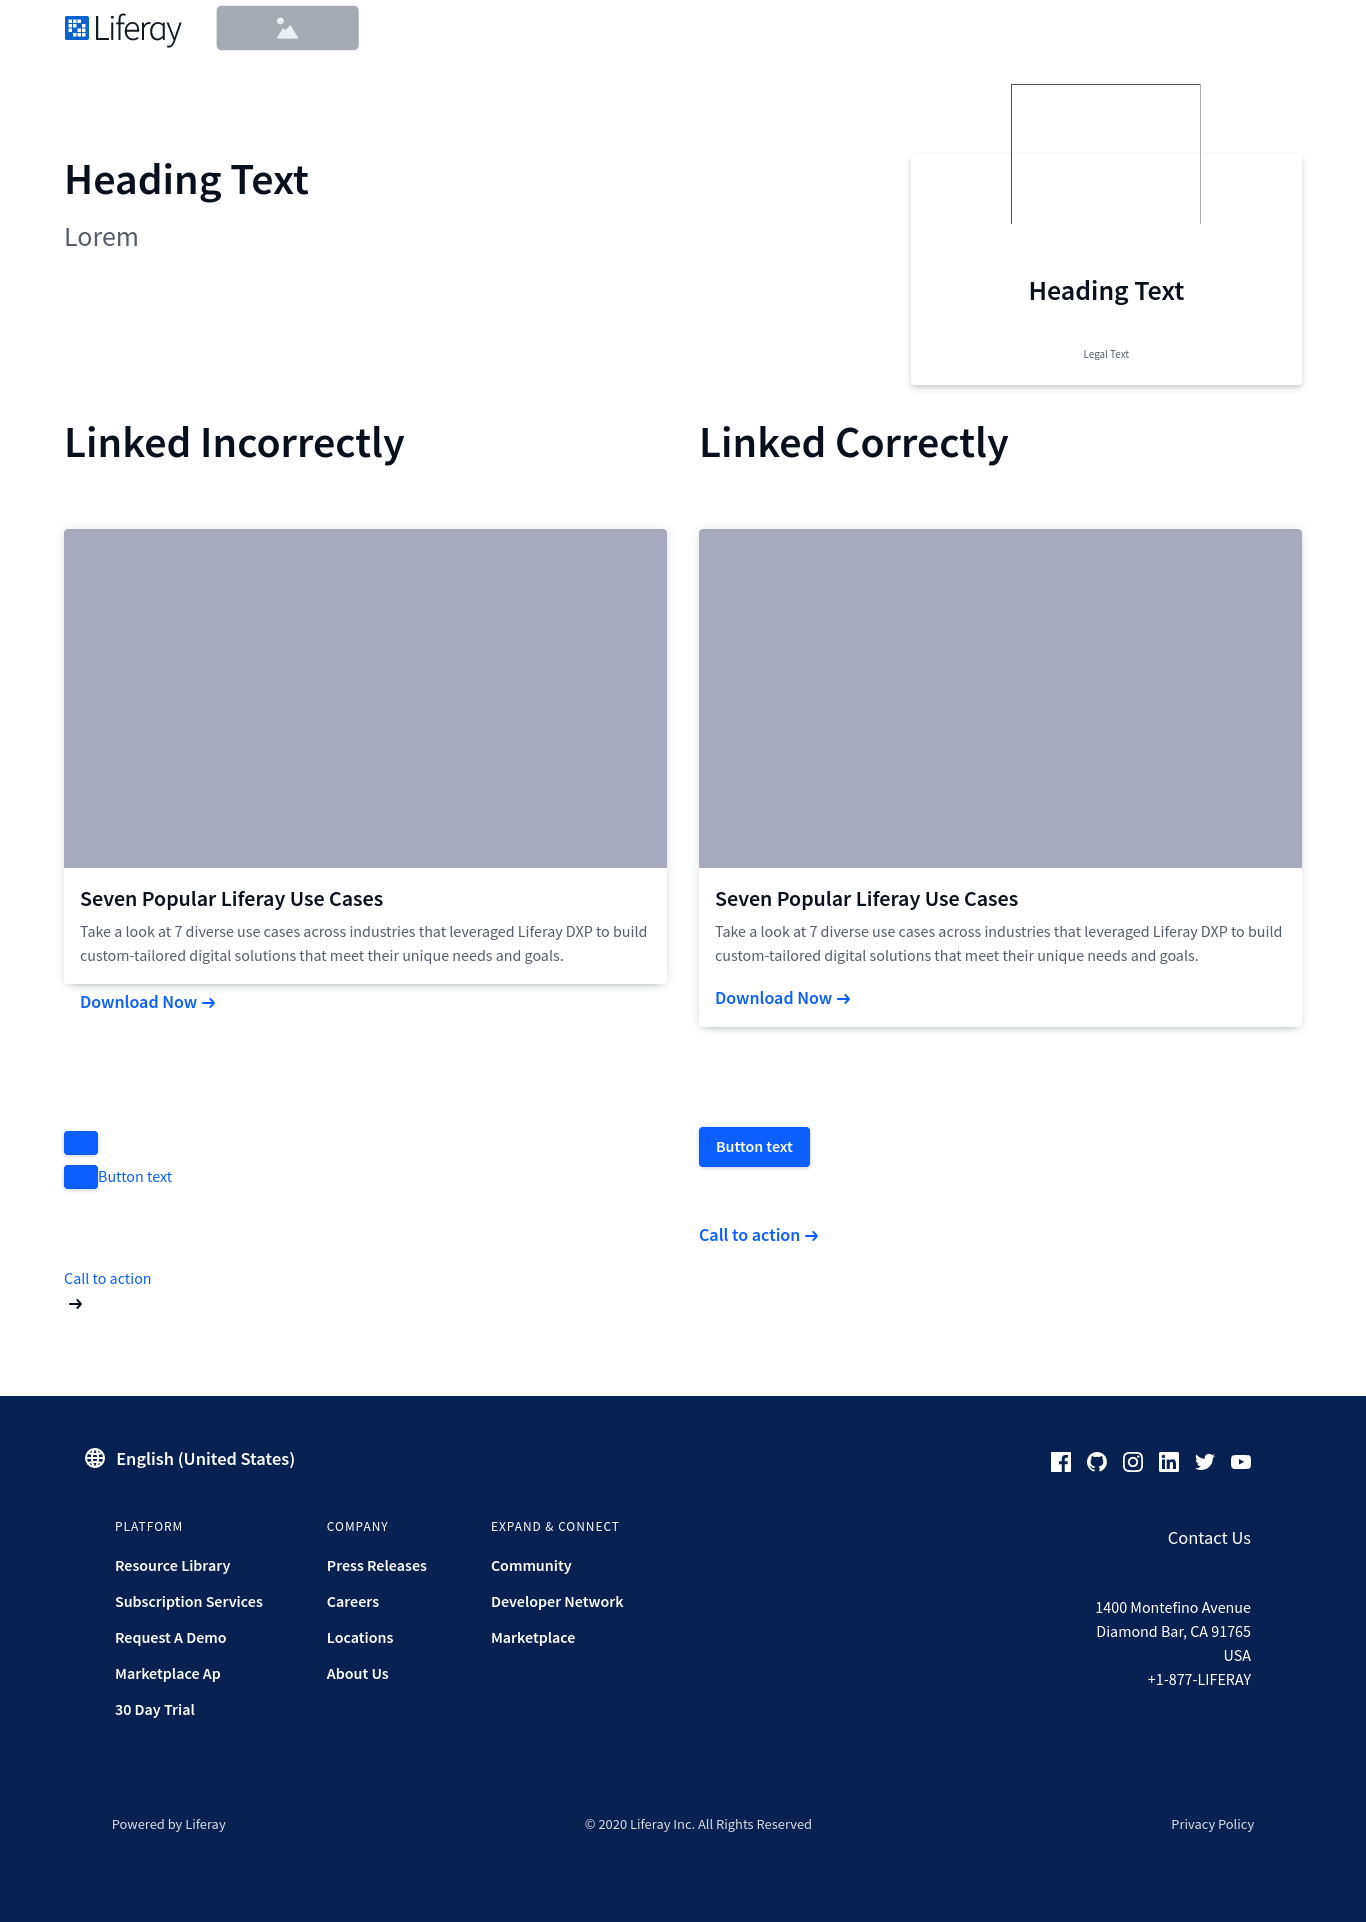 Liferay
Heading Text
Lorem
Heading Text
Legal Text
Linked Incorrectly
Linked Correctly
Seven Popular Liferay Use Cases
Take a look at 7 diverse use cases across industries that leveraged Liferay DXP to build
custom-tailored digital solutions that meet their unique needs and goals.
Download Now →
Seven Popular Liferay Use Cases
Take a look at 7 diverse use cases across industries that leveraged Liferay DXP to build
custom-tailored digital solutions that meet their unique needs and goals.
Download Now →
Button text
Call to action
→
Button text
Call to action →
English (United States)
PLATFORM
Resource Library
Subscription Services
Request A Demo
Marketplace Ap
30 Day Trial
COMPANY
Press Releases
Careers
Locations
About Us
EXPAND & CONNECT
Community
Developer Network
Marketplace
Contact Us
1400 Montefino Avenue
Diamond Bar, CA 91765
USA
+1-877-LIFERAY
Powered by Liferay
© 2020 Liferay Inc. All Rights Reserved
Privacy Policy